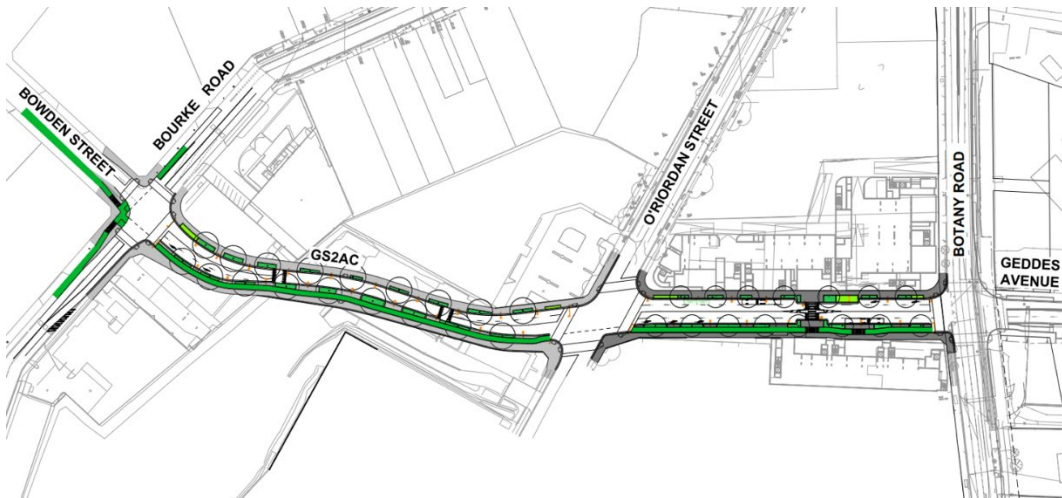 BOWDEN STREET
BOURKE ROAD
GS2AC
O'RIORDAN STREET
BOTANY ROAD
GEDDES
AVENUE